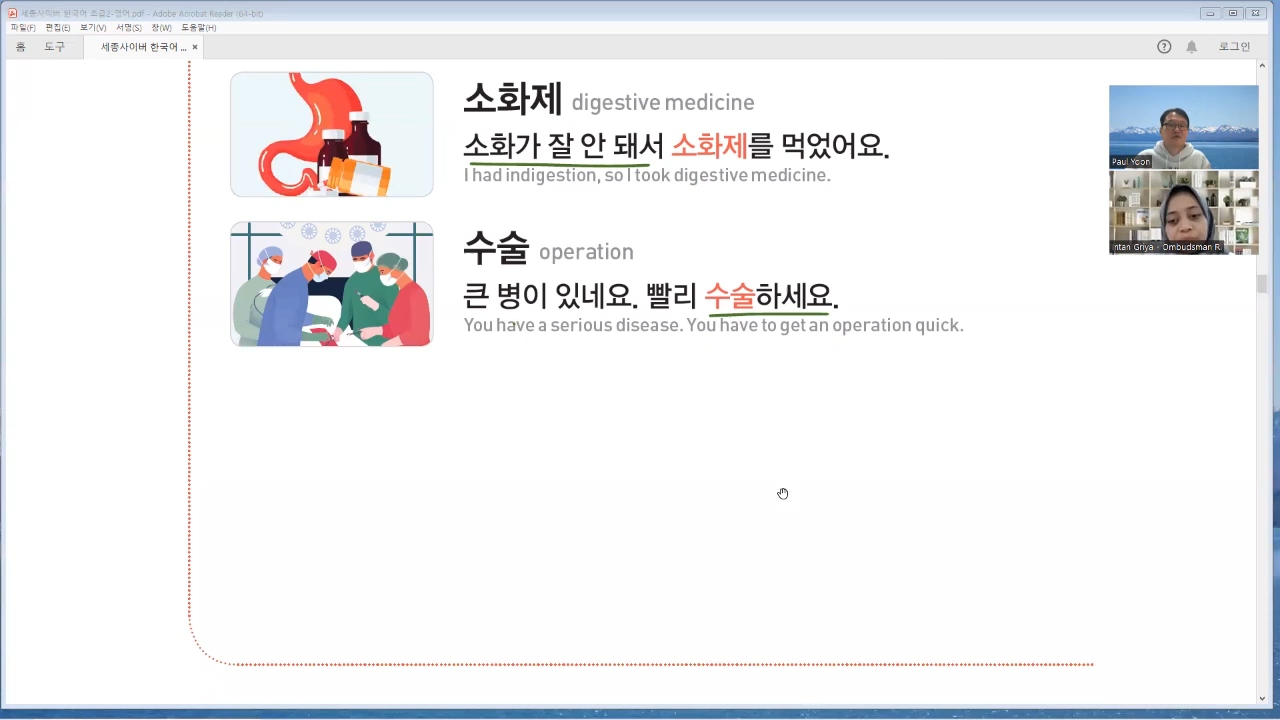 세종사이버 한국어 초급2-영어.pdf - Adobe Acrobat Reader (64-bit)
파일(F) 편집(E) 보기(V) 서명(S) 창(W) 도움말(H)
홈 도구 세종사이버 한국어 ... × 로그인
소화제 digestive medicine
소화가 잘 안 돼서 소화제를 먹었어요.
I had indigestion, so I took digestive medicine.
수술 operation
큰 병이 있네요. 빨리 수술하세요.
You have a serious disease. You have to get an operation quick.
Paul Yoon
Intan Griya - Ombudsman R.